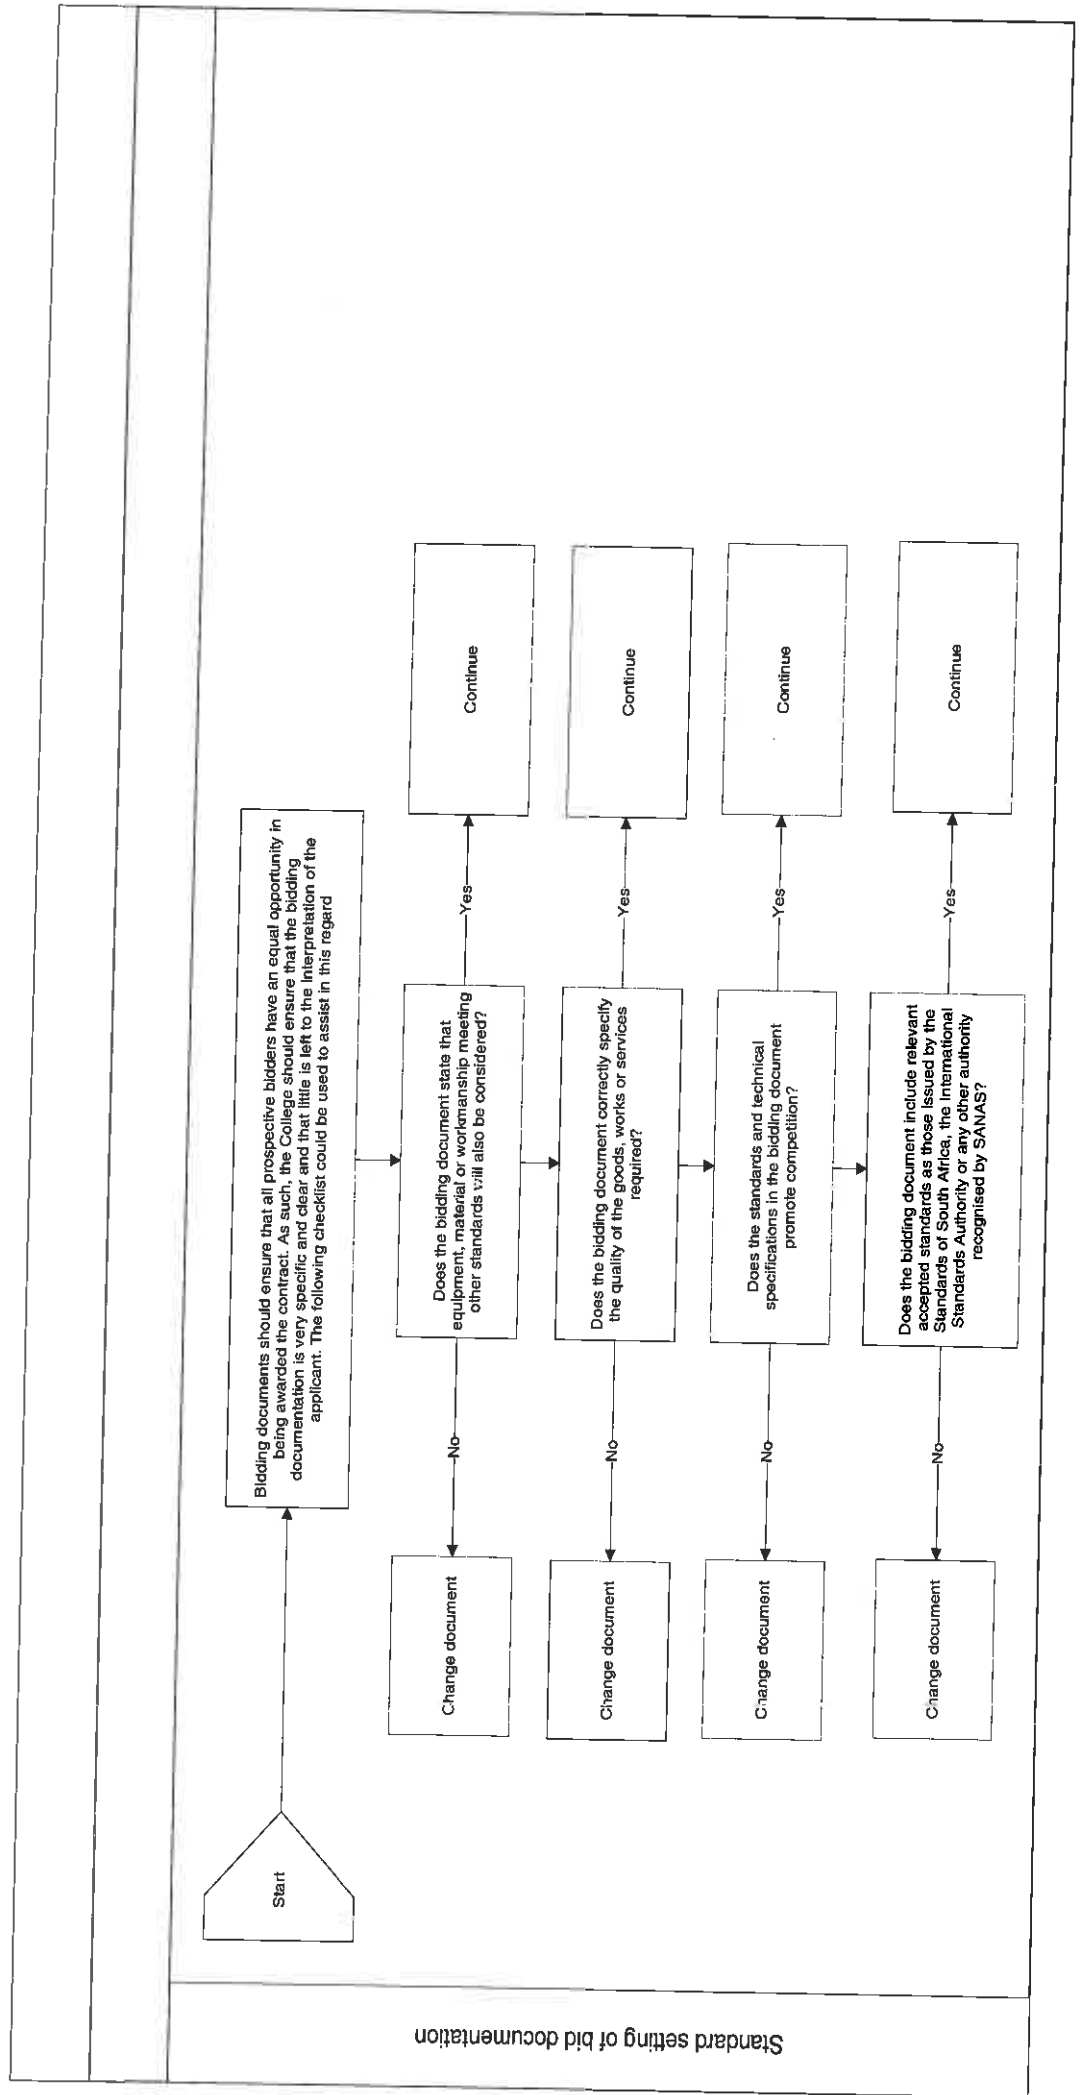 Standard setting of bid documentation
Start
Bidding documents should ensure that all prospective bidders have an equal opportunity in
being awarded the contract. As such, the College should ensure that the bidding
documentation is very specific and clear and that little is left to the interpretation of the
applicant. The following checklist could be used to assist in this regard
Change document
No
Does the bidding document state that
equipment, material or workmanship meeting
other standards will also be considered?
Yes
Continue
Change document
No
Does the bidding document correctly specify
the quality of the goods, works or services
required?
Yes
Continue
Change document
No
Does the standards and technical
specifications in the bidding document
promote competition?
Yes
Continue
Change document
No
Does the bidding document include relevant
accepted standards as those issued by the
Standards of South Africa, the International
Standards Authority or any other authority
recognised by SANAS?
Yes
Continue